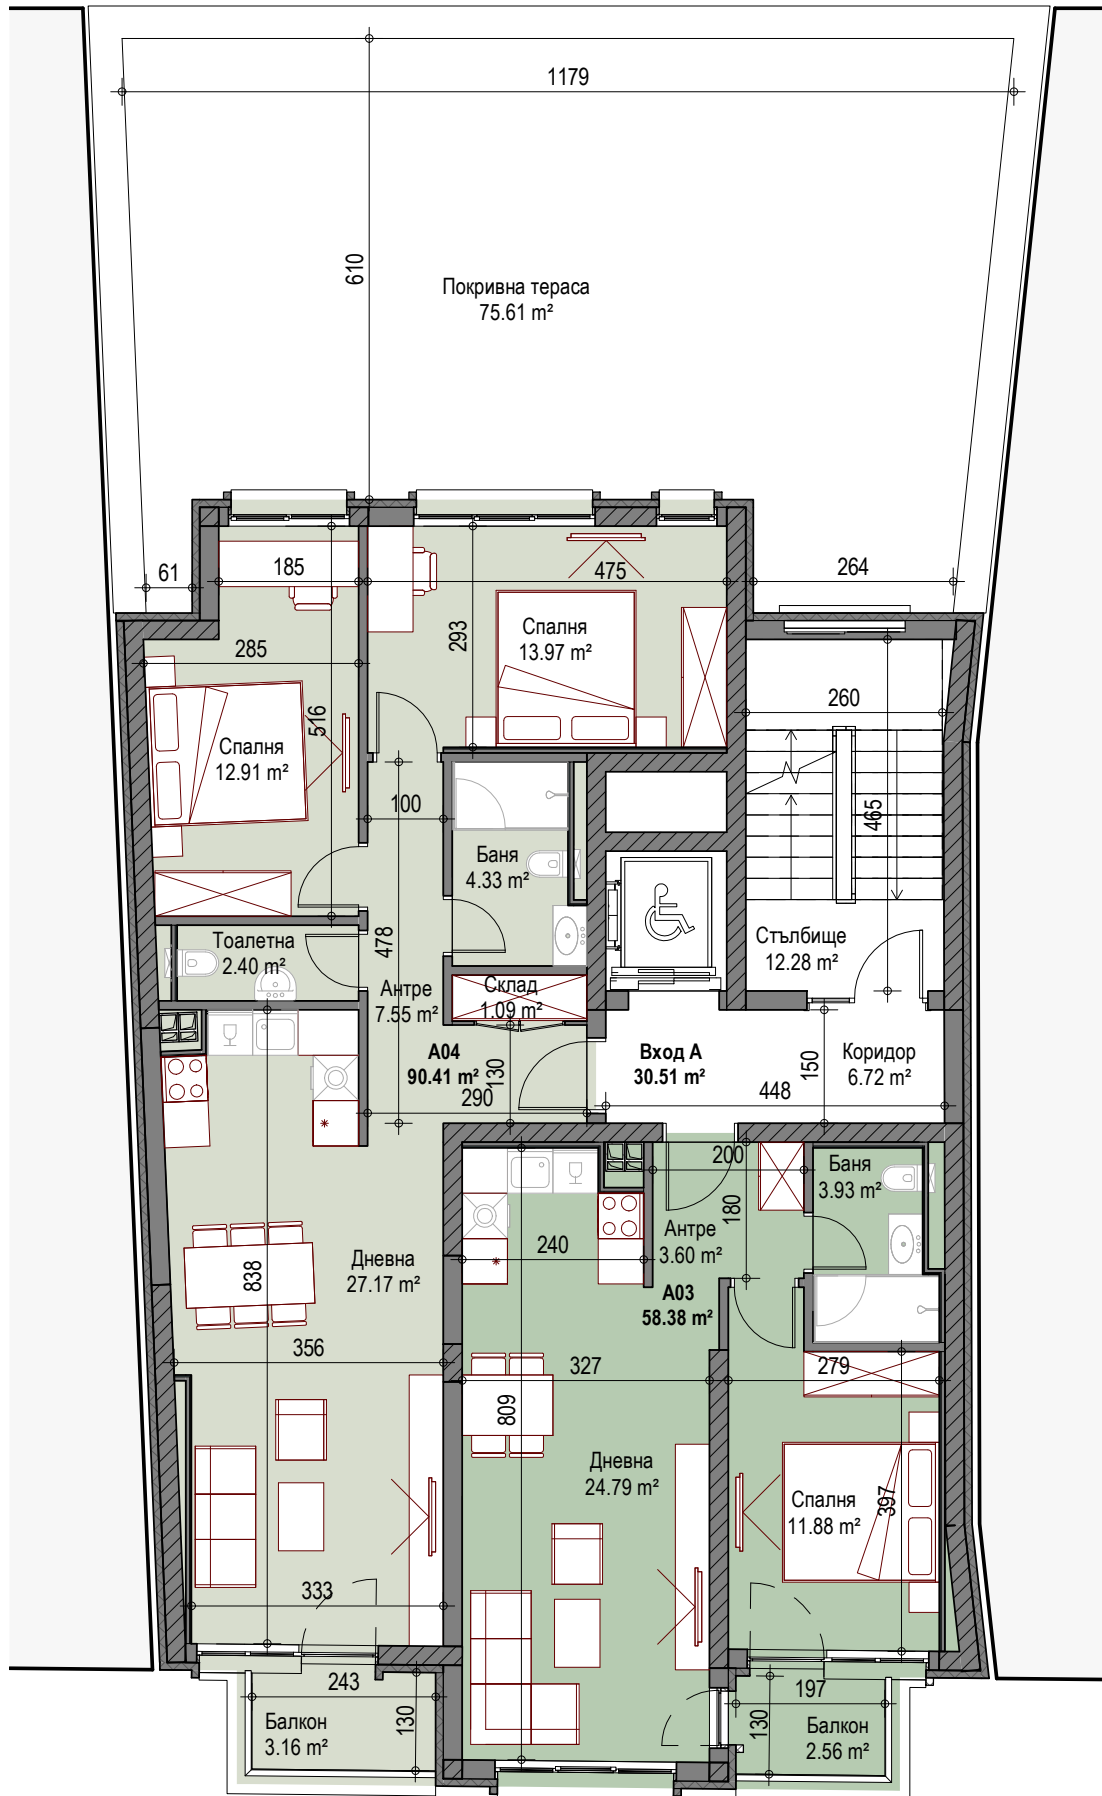 1179
610
Покривна тераса
75.61 m²
61
185
475
264
285
293
Спалня
13.97 m²
516
Спалня
12.91 m²
260
100
465
Баня
4.33 m²
Тоалетна
2.40 m²
478
Стълбище
12.28 m²
Антре
7.55 m²
Склад
1.09 m²
A04
90.41 m²
130
290
Вход A
30.51 m²
150
Коридор
6.72 m²
448
200
Баня
3.93 m²
180
Антре
3.60 m²
240
A03
58.38 m²
Дневна
27.17 m²
838
356
327
279
809
Дневна
24.79 m²
Спалня
11.88 m²
397
333
243
130
Балкон
3.16 m²
197
130
Балкон
2.56 m²